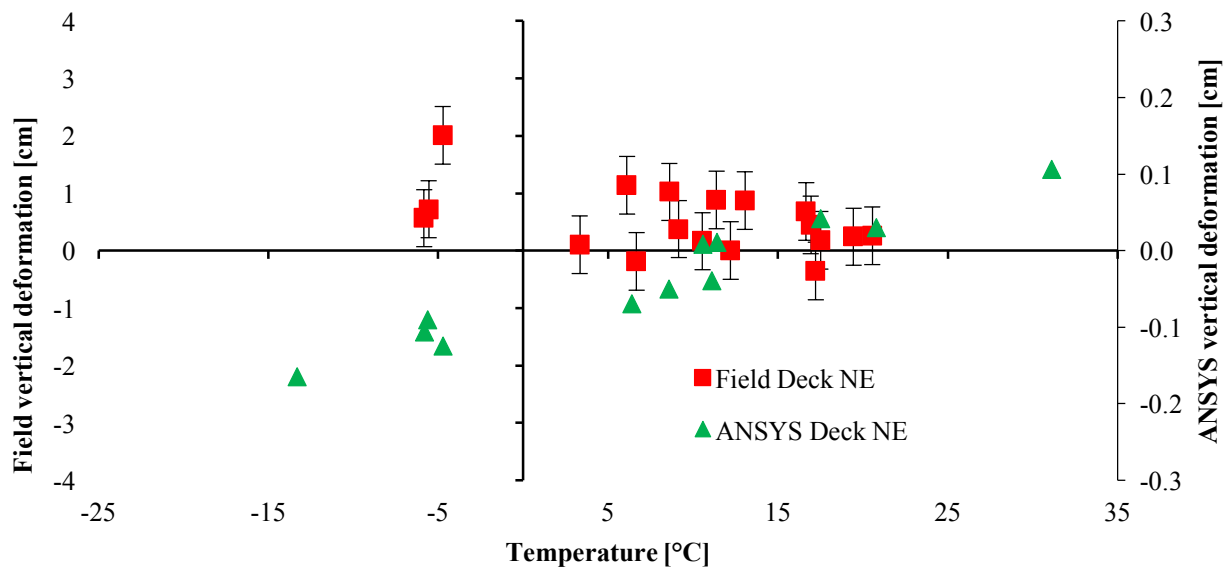 Field vertical deformation [cm]
4
3
2
1
0
-1
-2
-3
-4
0.3
0.2
0.1
0.0
-0.1
-0.2
-0.3
ANSYS vertical deformation [cm]
Field Deck NE
ANSYS Deck NE
-25 -15 -5 5 15 25 35
Temperature [°C]